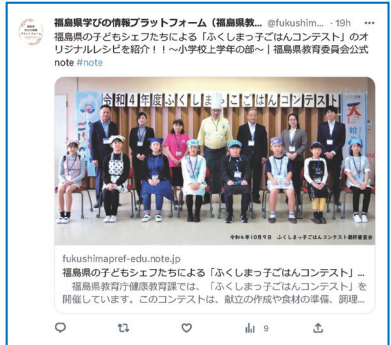 福島県学びの情報プラットフォーム（福島県教... @fukushim... · 19h
福島県の子どもシェフたちによる「ふくしまっ子ごはんコンテスト」のオ
リジナルレシピを紹介！！～小学校上学年の部～｜福島県教育委員会公式
note #note
令和4年度ふくしまっ子ごはんコンテスト
令和4年10月9日 ふくしまっ子ごはんコンテスト最終審査会
fukushimapref-edu.note.jp
福島県の子どもシェフたちによる「ふくしまっ子ごはんコンテスト」...
福島県教育庁健康教育課では、「ふくしまっ子ごはんコンテスト」を
開催しています。このコンテストは、献立の作成や食材の準備、調理...
9